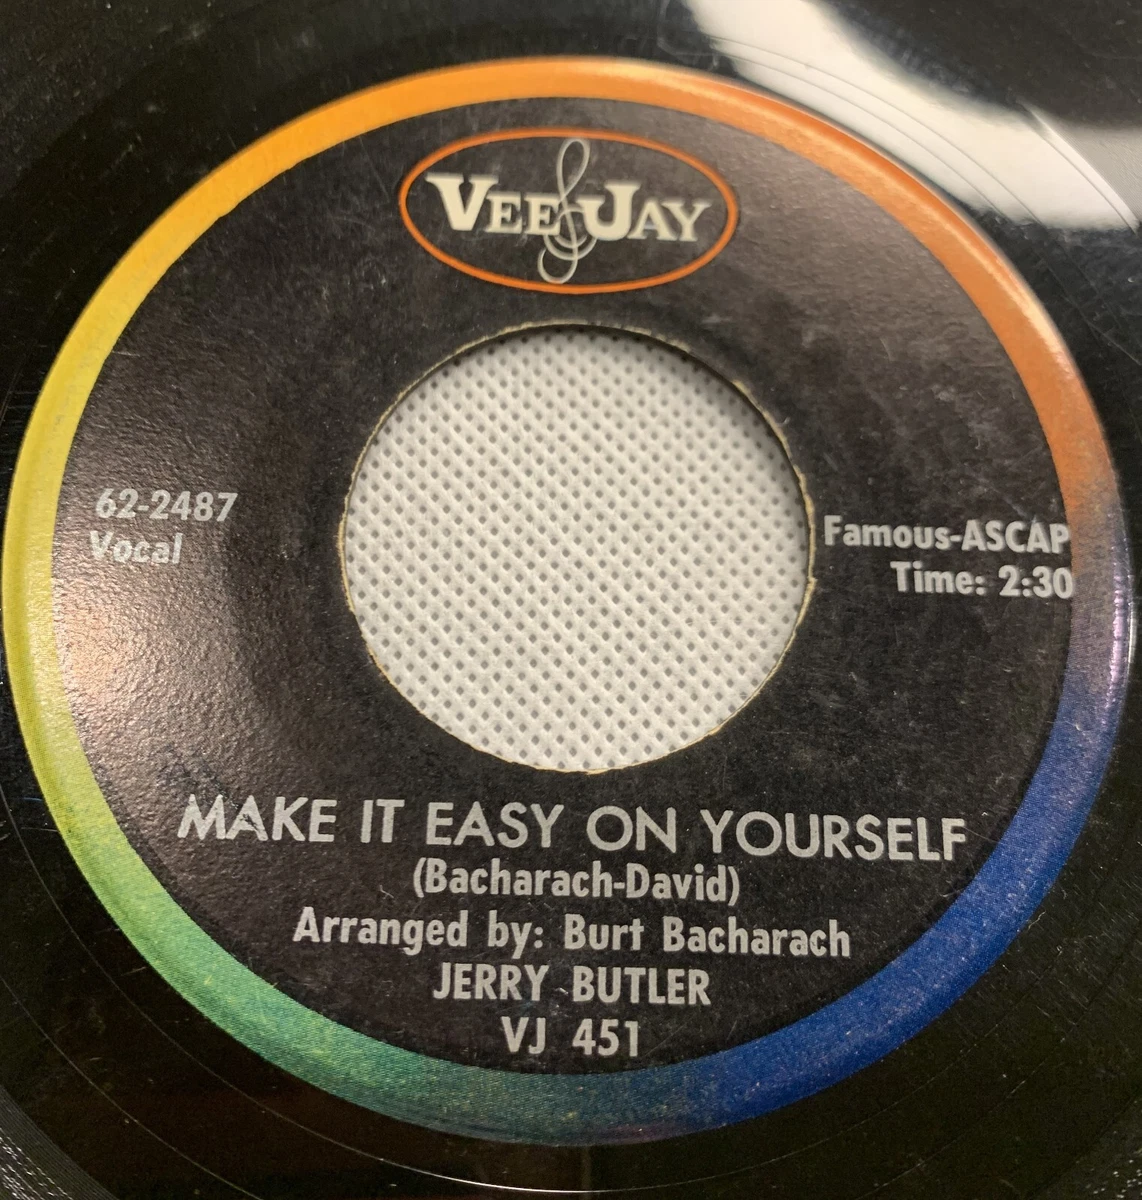 VEE JAY
62-2487
Vocal
Famous-ASCAP
Time: 2:30
MAKE IT EASY ON YOURSELF
(Bacharach-David)
Arranged by: Burt Bacharach
JERRY BUTLER
VJ 451